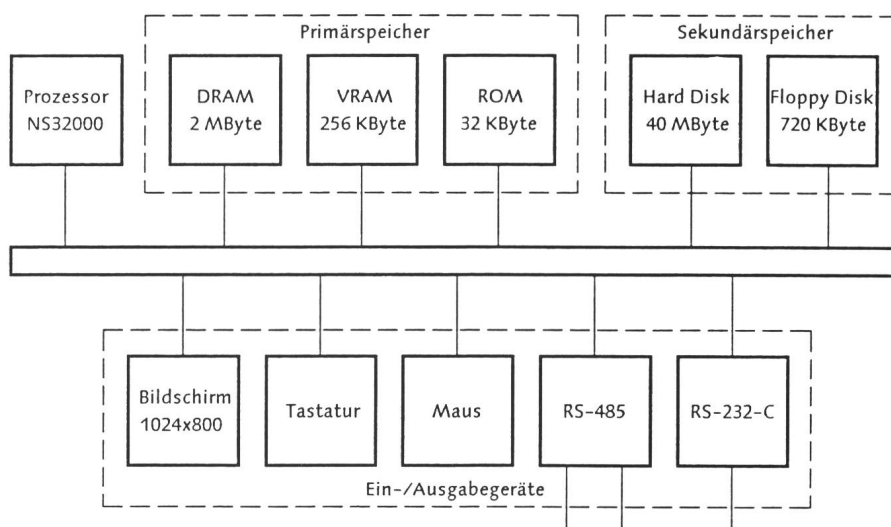 Primärspeicher
Sekundärspeicher
Prozessor
NS32000
DRAM
2 MByte
VRAM
256 KByte
ROM
32 KByte
Hard Disk
40 MByte
Floppy Disk
720 KByte
Bildschirm
1024x800
Tastatur
Maus
RS-485
RS-232-C
Ein-/Ausgabegeräte